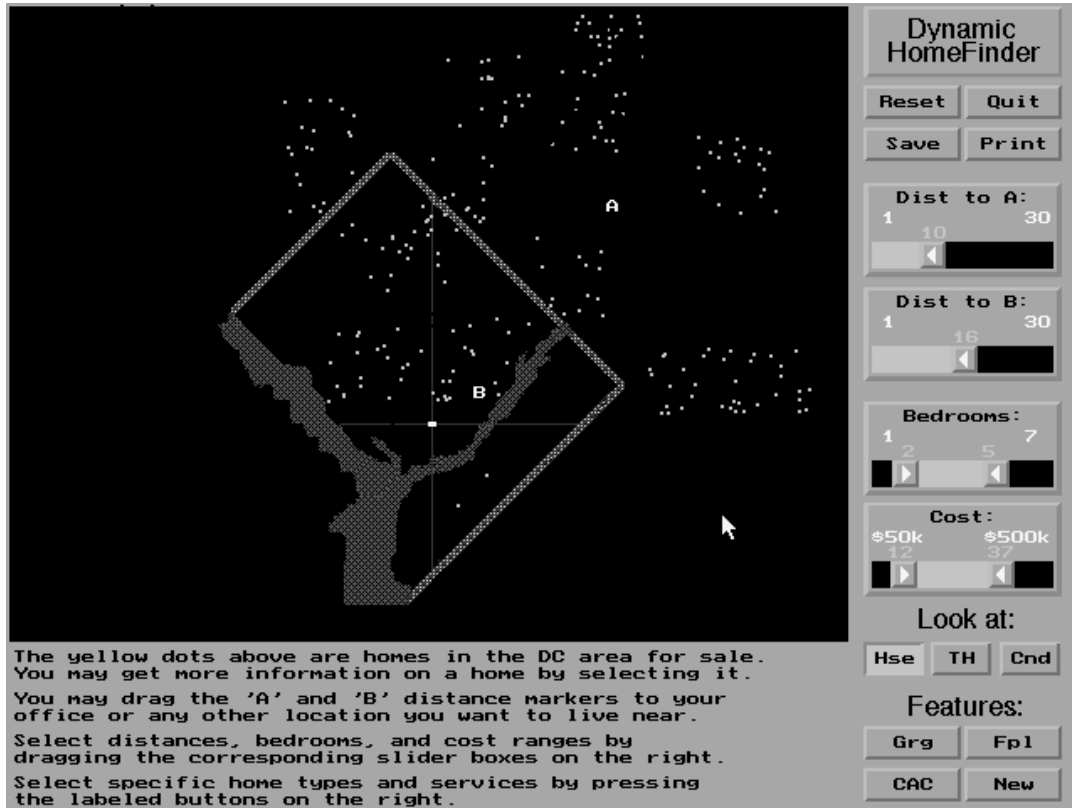 Dynamic
HomeFinder
Reset Quit
Save Print
A
Dist to A:
1 30
10
Dist to B:
1 30
16
B
Bedrooms:
1 7
2 5
Cost:
$50k $500k
12 37
Look at:
Hse TH Cnd
Features:
Grg Fpl
CAC New
The yellow dots above are homes in the DC area for sale.
You may get more information on a home by selecting it.
You may drag the 'A' and 'B' distance markers to your
office or any other location you want to live near.
Select distances, bedrooms, and cost ranges by
dragging the corresponding slider boxes on the right.
Select specific home types and services by pressing
the labeled buttons on the right.